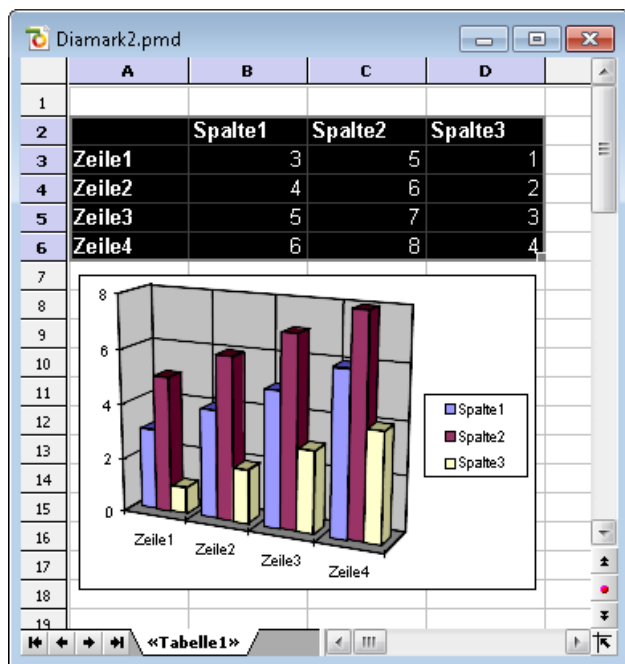 Diamark2.pmd
A B C D
1
2 Spalte1 Spalte2 Spalte3
3 Zeile1 3 5 1
4 Zeile2 4 6 2
5 Zeile3 5 7 3
6 Zeile4 6 8 4
7
8
9
10
11
12
13
14
15
16
17
18
19
8
6
4
2
0
Zeile1 Zeile2 Zeile3 Zeile4
Spalte1
Spalte2
Spalte3
«Tabelle1»